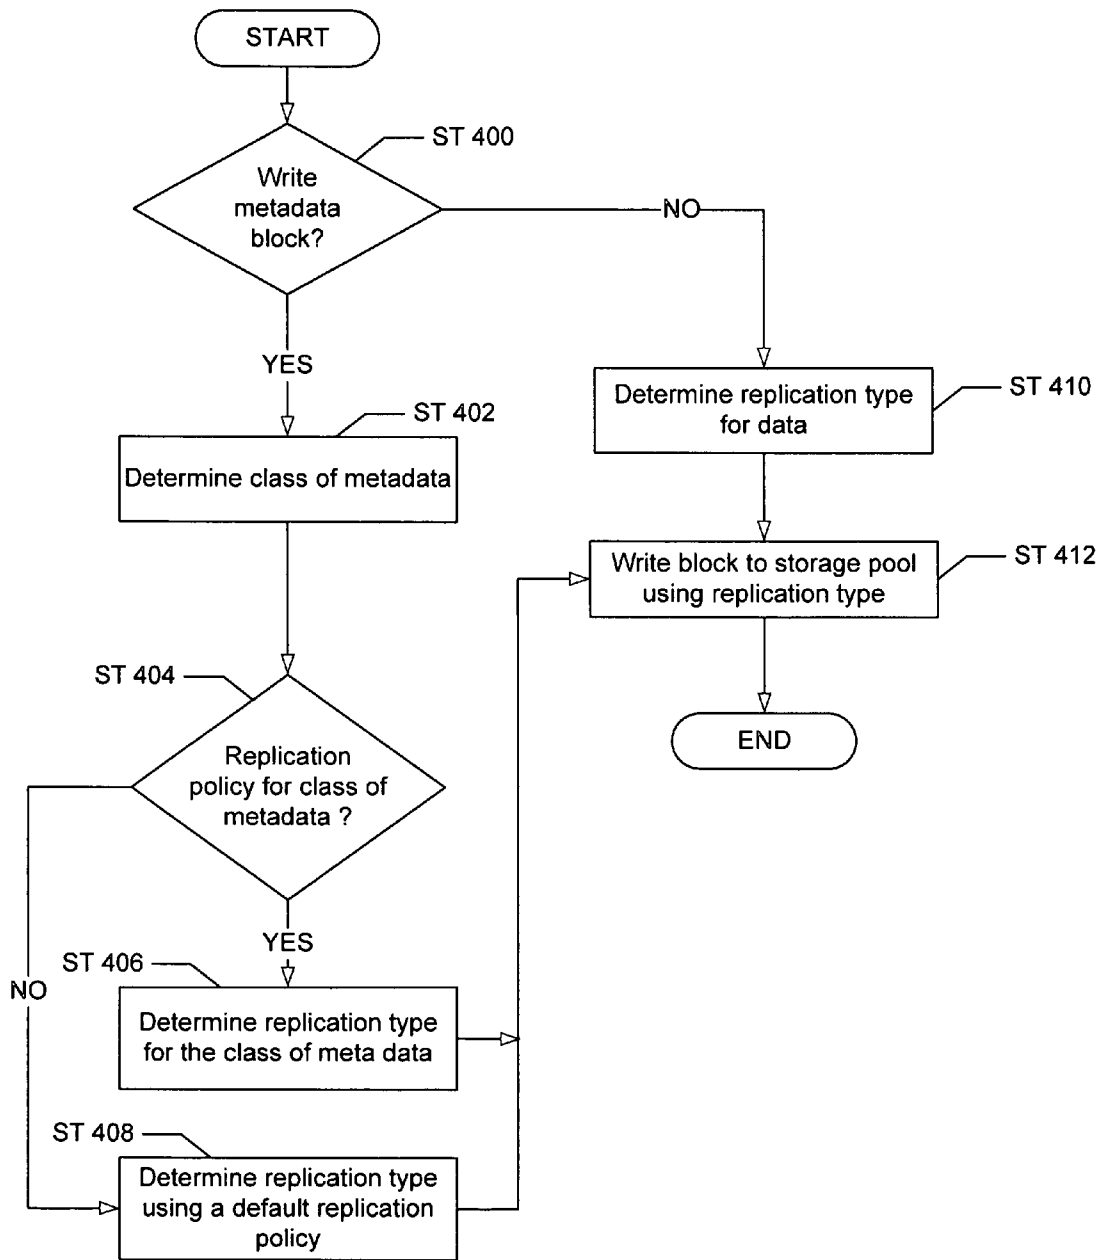 START
ST 400
Write
metadata
block?
NO
YES
ST 402
Determine class of metadata
ST 410
Determine replication type
for data
ST 412
Write block to storage pool
using replication type
END
ST 404
Replication
policy for class of
metadata ?
YES
NO
ST 406
Determine replication type
for the class of meta data
ST 408
Determine replication type
using a default replication
policy